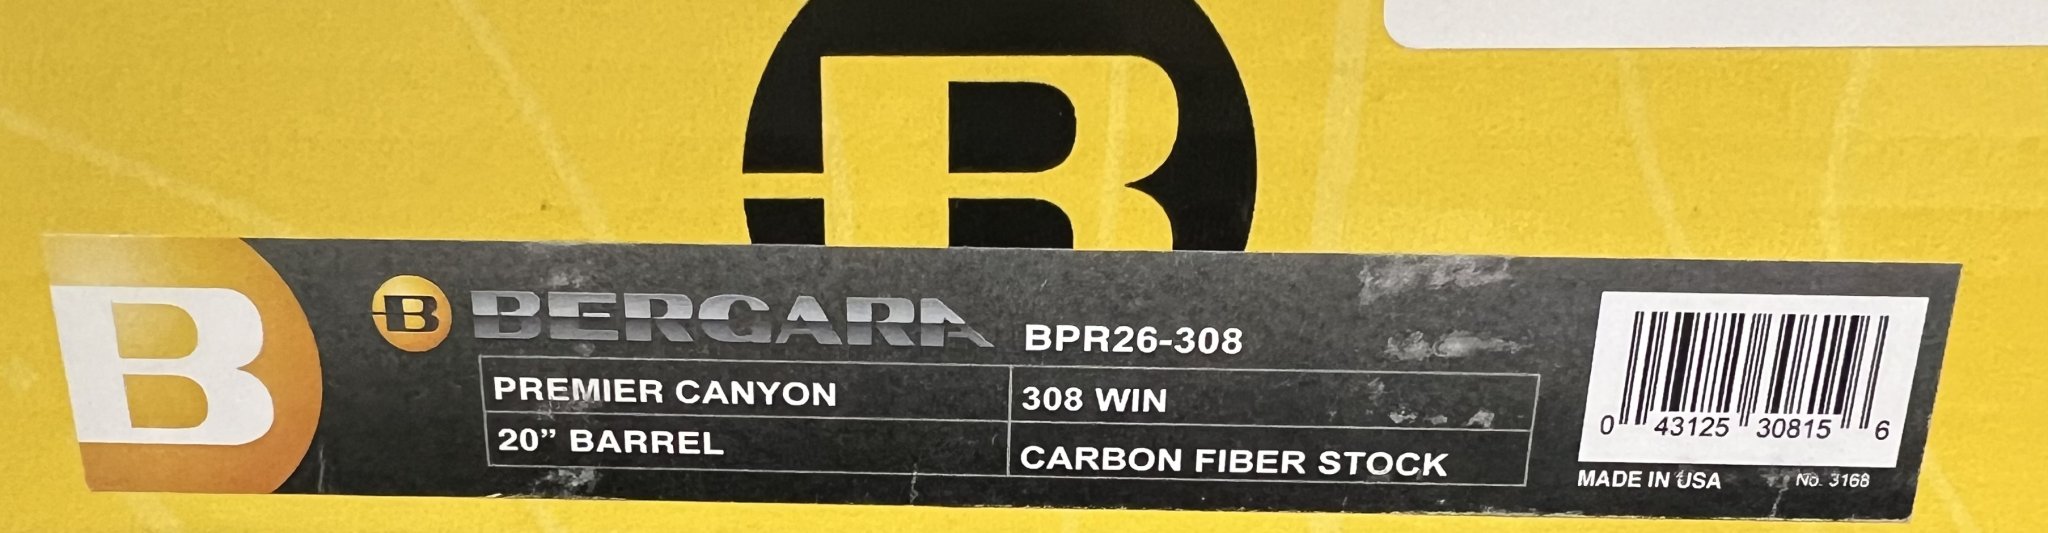 B
B
B BERGARA
BPR26-308
PREMIER CANYON
308 WIN
20” BARREL
CARBON FIBER STOCK
0 43125 30815 6
MADE IN USA
No. 3168